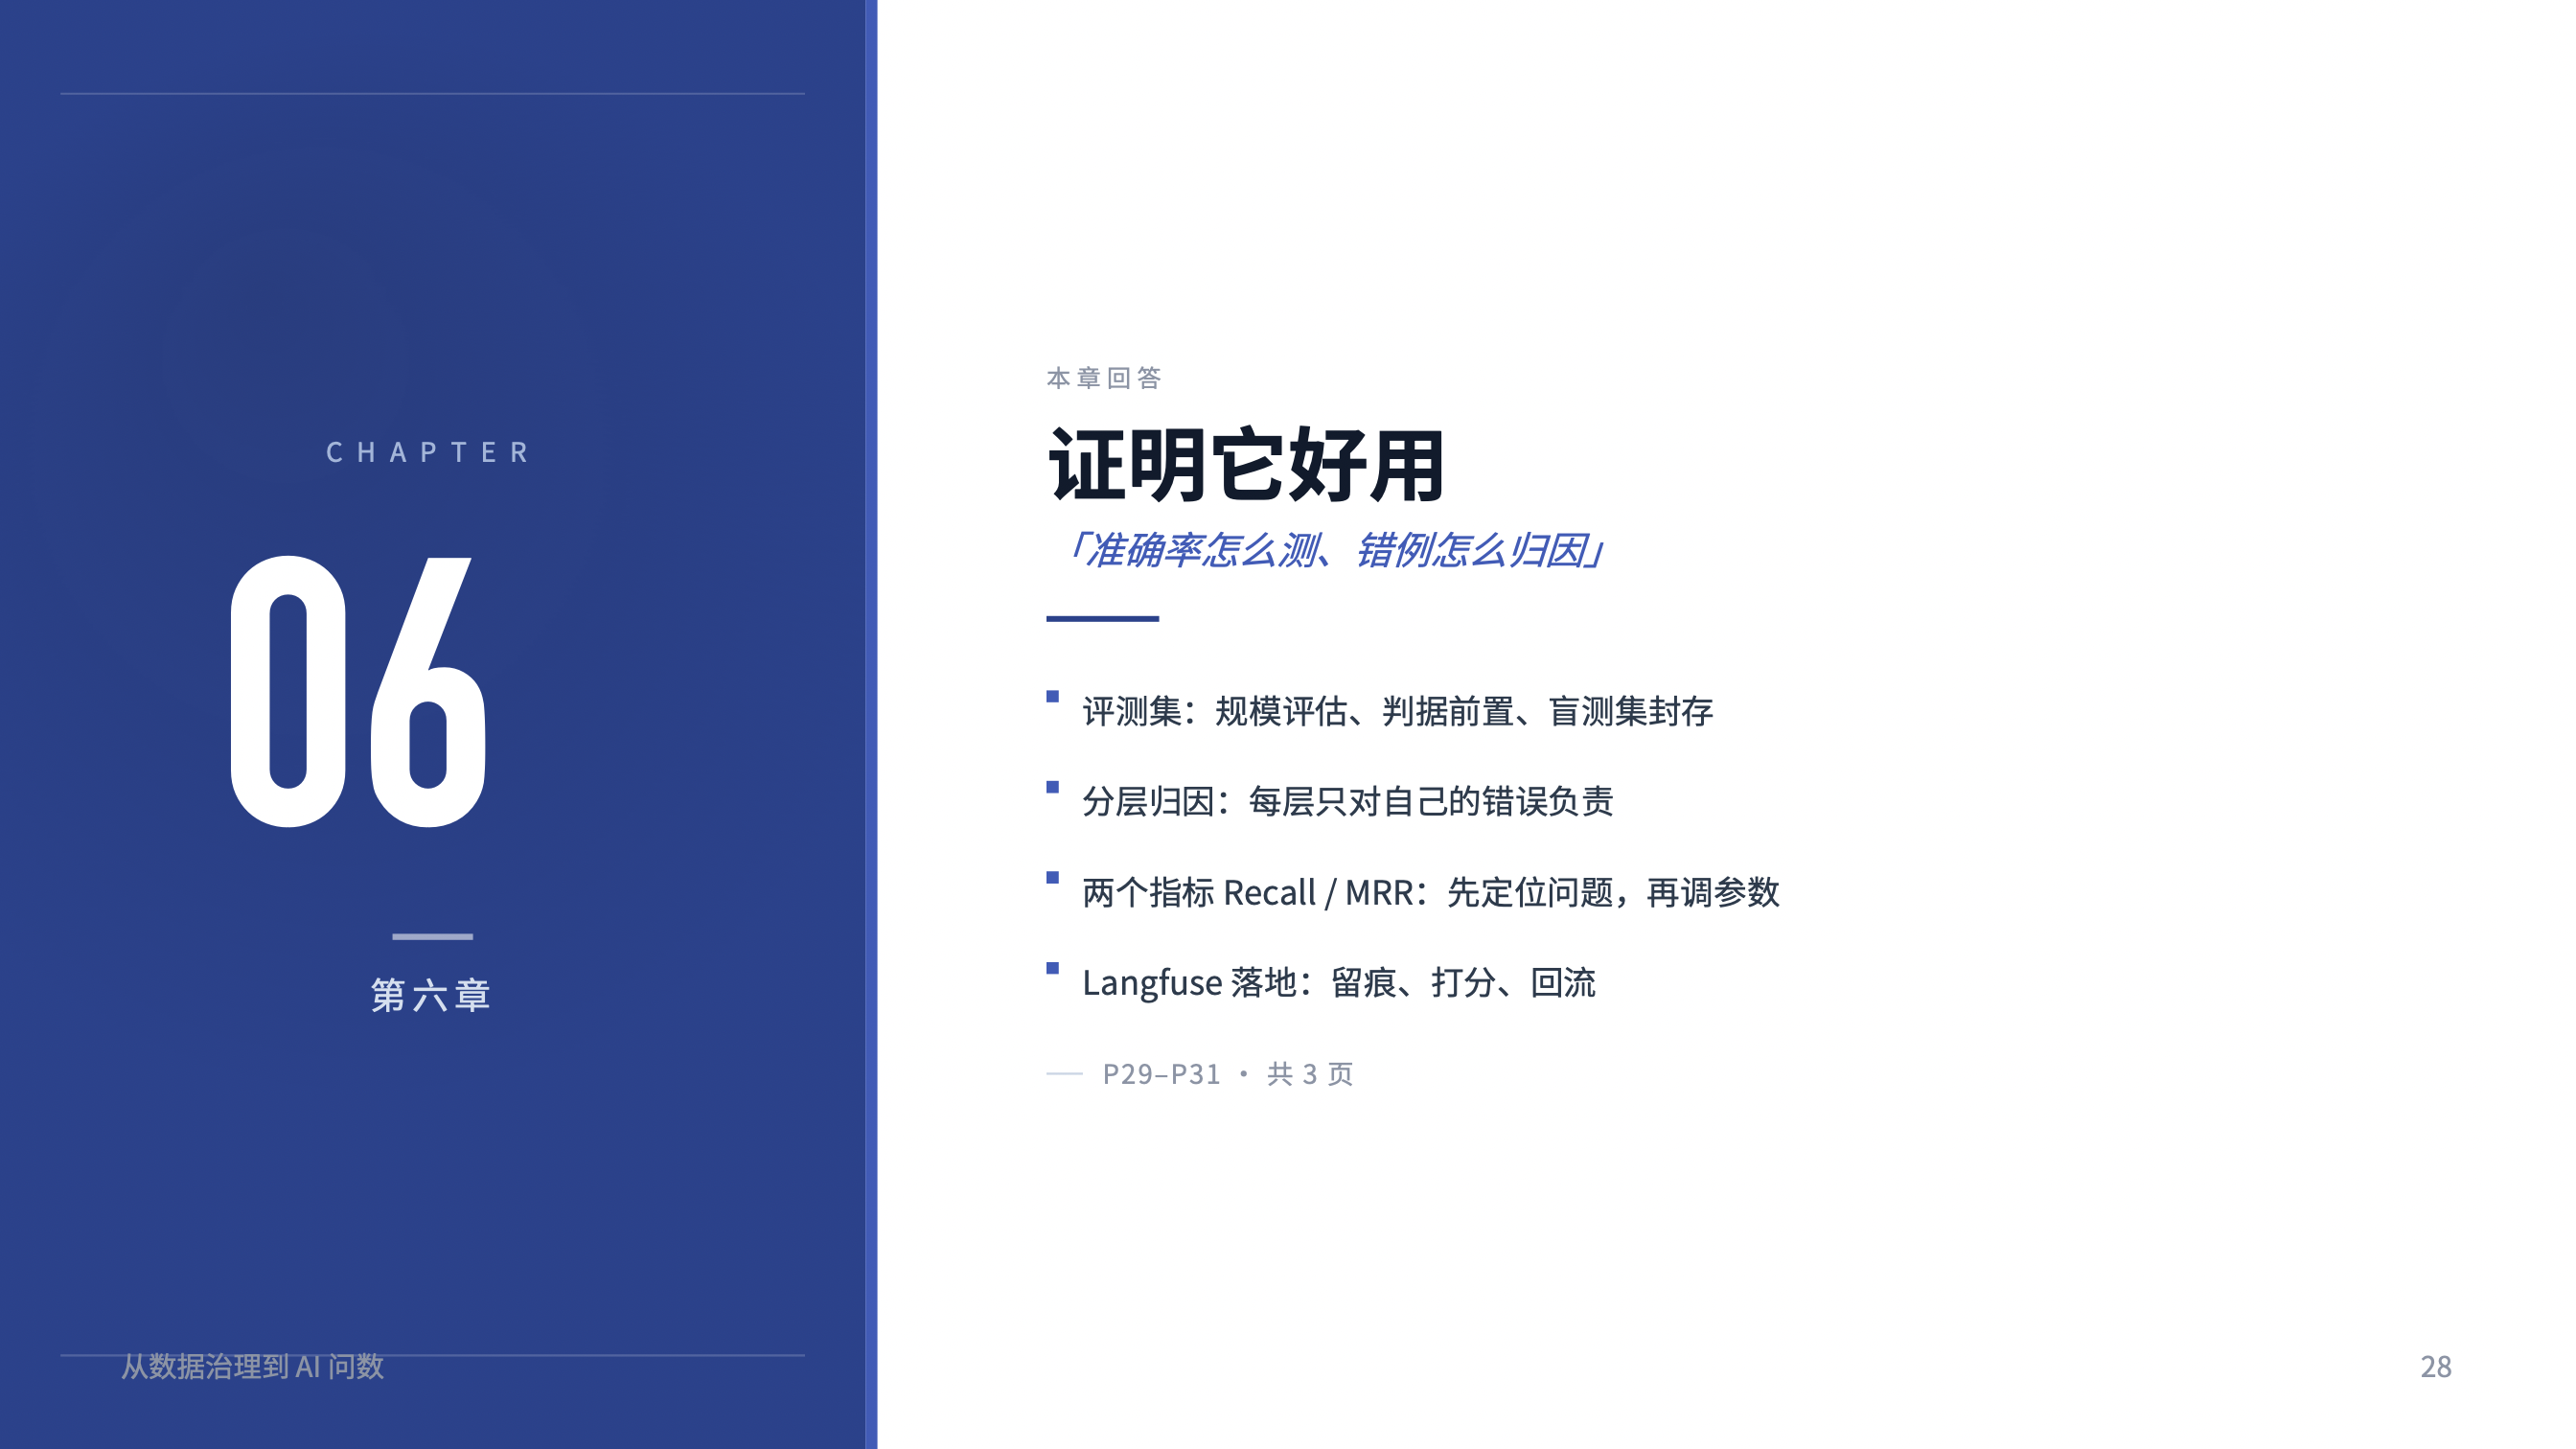 CHAPTER
06
第六章
从数据治理到 AI 问数
本章回答
证明它好用
「准确率怎么测、错例怎么归因」
评测集：规模评估、判据前置、盲测集封存
分层归因：每层只对自己的错误负责
两个指标 Recall / MRR：先定位问题，再调参数
Langfuse 落地：留痕、打分、回流
P29–P31 · 共 3 页
28